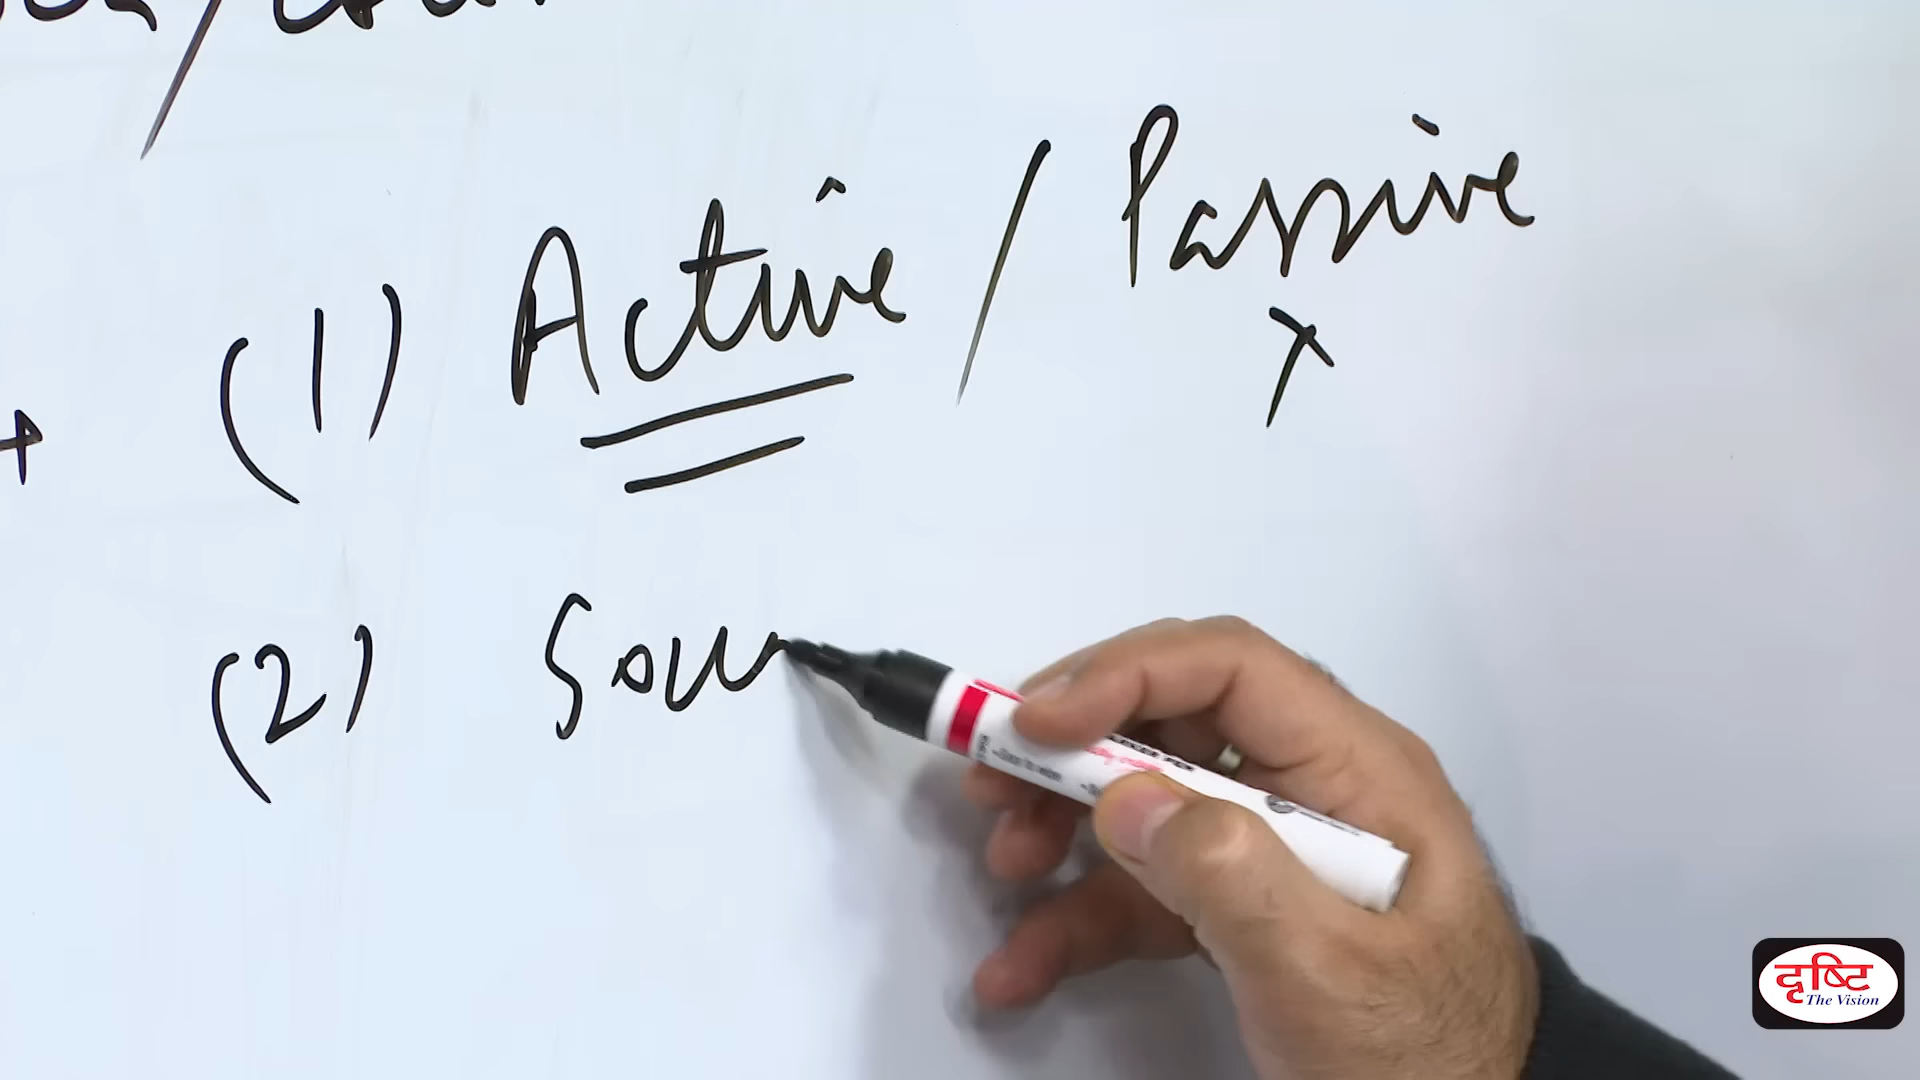 (1) Active / Passive
x
(2) Sou
दृष्टि
The Vision